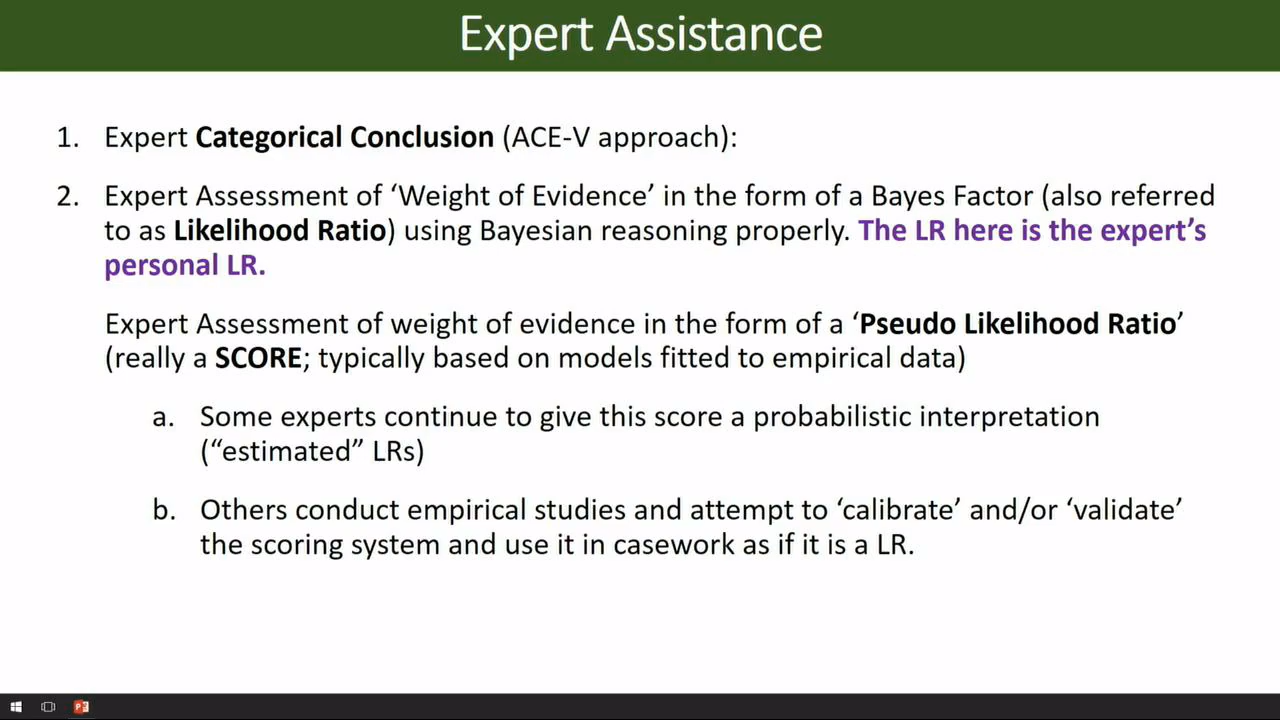 Expert Assistance
1. Expert Categorical Conclusion (ACE-V approach):
2. Expert Assessment of ‘Weight of Evidence’ in the form of a Bayes Factor (also referred
to as Likelihood Ratio) using Bayesian reasoning properly. The LR here is the expert’s
personal LR.
Expert Assessment of weight of evidence in the form of a ‘Pseudo Likelihood Ratio’
(really a SCORE; typically based on models fitted to empirical data)
a. Some experts continue to give this score a probabilistic interpretation
(“estimated” LRs)
b. Others conduct empirical studies and attempt to ‘calibrate’ and/or ‘validate’
the scoring system and use it in casework as if it is a LR.